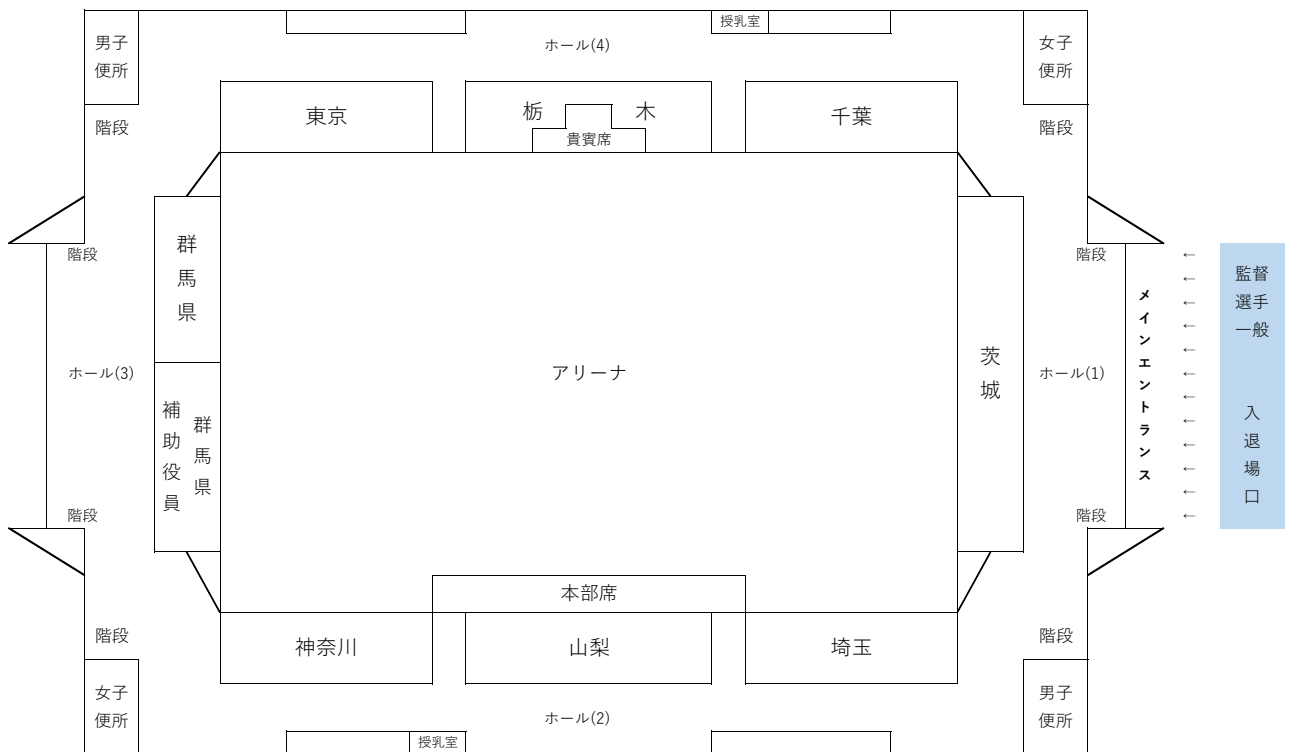 授乳室
男子
便所
ホール(4)
女子
便所
東京
栃 木
千葉
階段
階段
貴賓席
群馬県
階段
階段
監督
選手
一般
メインエントランス
←
←
←
←
←
←
←
←
←
←
←
←
茨城
ホール(3)
アリーナ
ホール(1)
群馬県
補助役員
入退場口
階段
階段
本部席
階段
神奈川
山梨
埼玉
階段
女子
便所
男子
便所
ホール(2)
授乳室